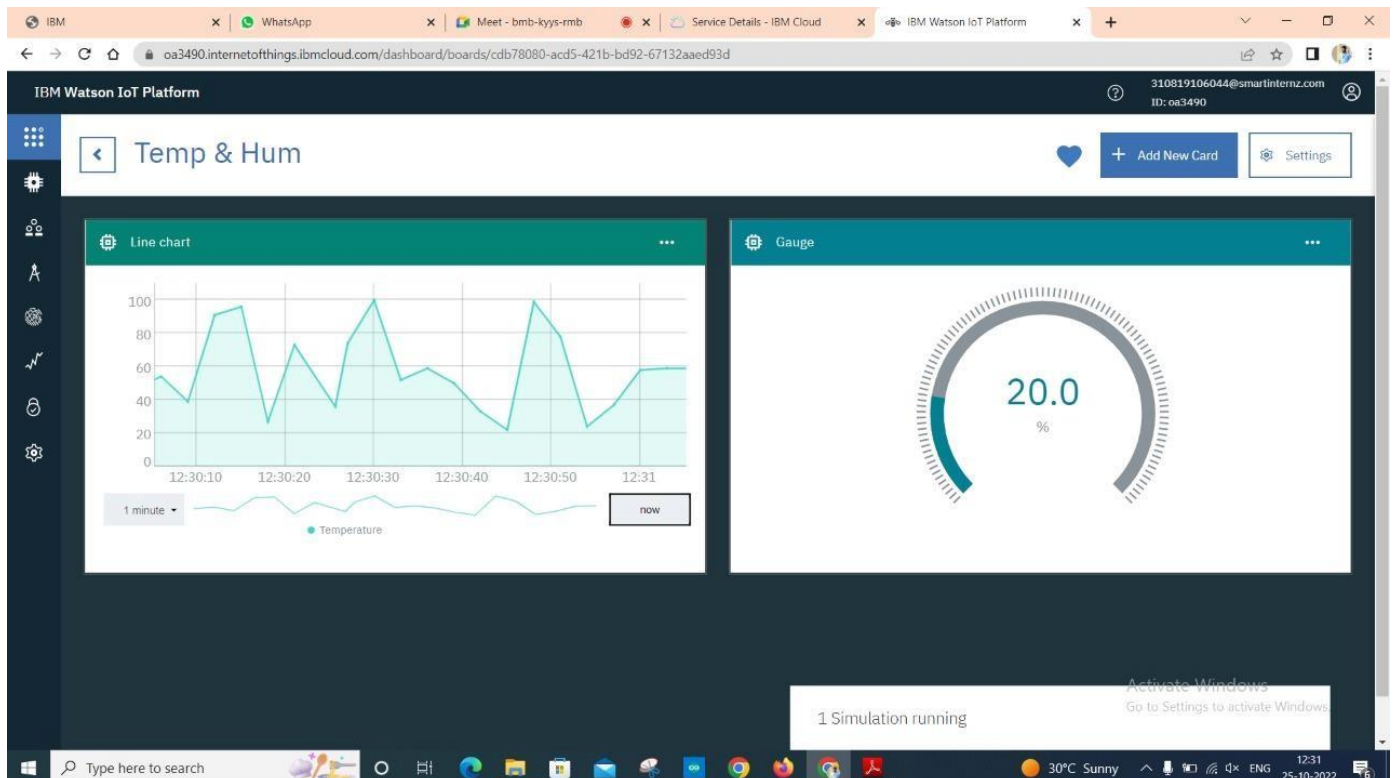 IBM
WhatsApp
Meet - bmb-kyys-rmb
Service Details - IBM Cloud
IBM Watson IoT Platform
oa3490.internetofthings.ibmcloud.com/dashboard/boards/cdb78080-acd5-421b-bd92-67132aaed93d
IBM Watson IoT Platform
310819106044@smartinternz.com
ID: oa3490
Temp & Hum
+ Add New Card
Settings
Line chart
100
80
60
40
20
0
12:30:10 12:30:20 12:30:30 12:30:40 12:30:50 12:31
1 minute
now
Temperature
Gauge
20.0
%
1 Simulation running
Activate Windows
Go to Settings to activate Windows.
Type here to search
30°C Sunny
ENG
12:31
25-10-2022
6